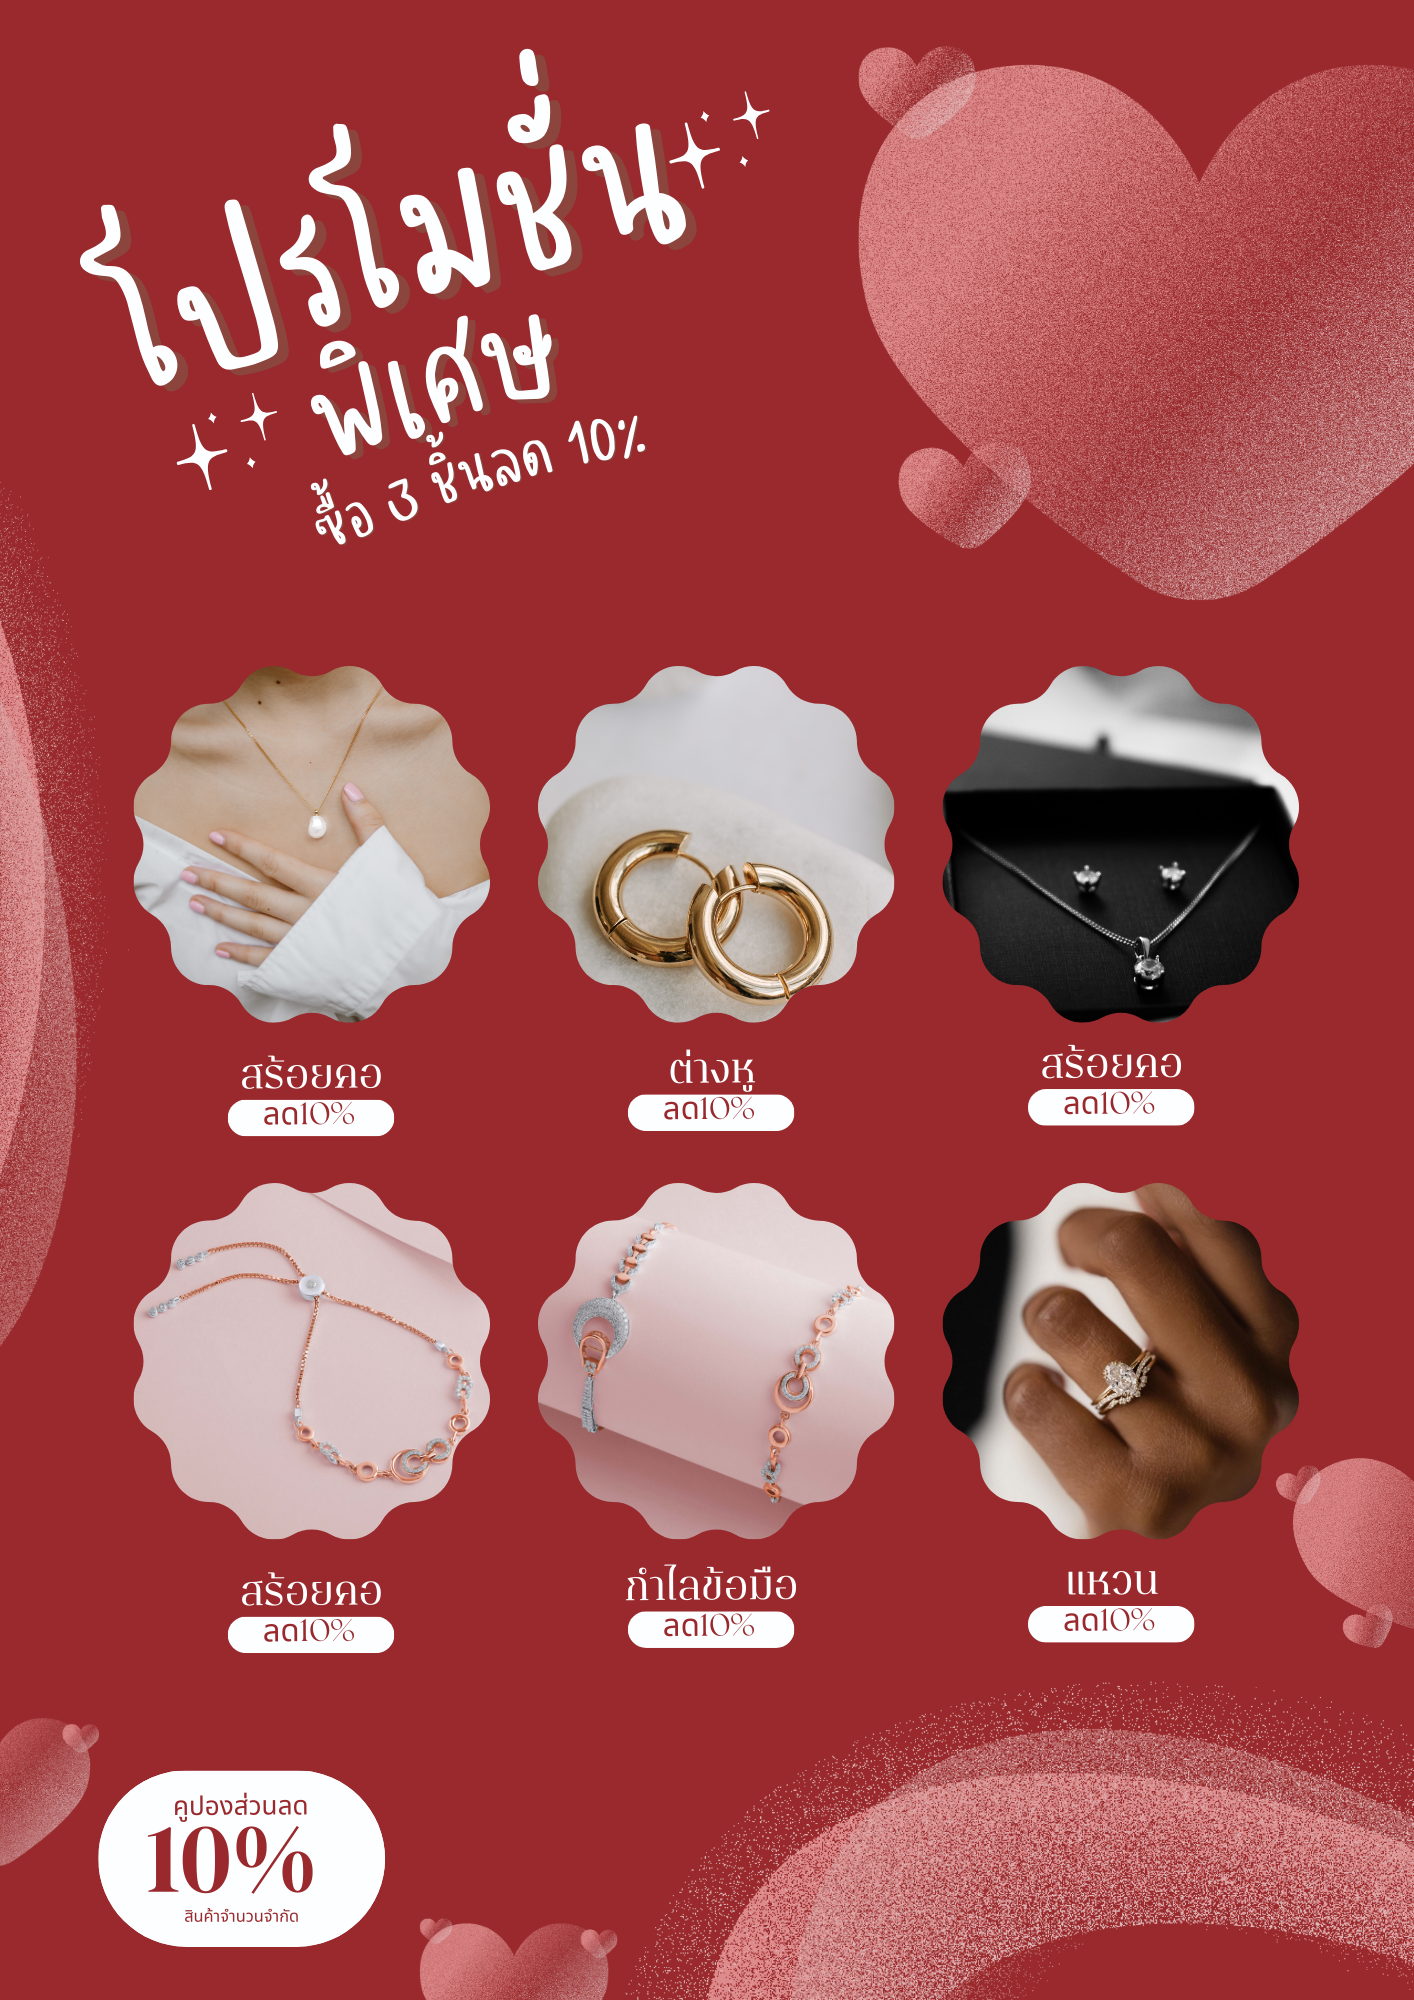 โปรโมชั่น
พิเศษ
ซื้อ 3 ชิ้นลด 10%
สร้อยคอ
ลด10%
ต่างหู
ลด10%
สร้อยคอ
ลด10%
สร้อยคอ
ลด10%
กำไลข้อมือ
ลด10%
แหวน
ลด10%
คูปองส่วนลด
10%
สินค้าจำนวนจำกัด